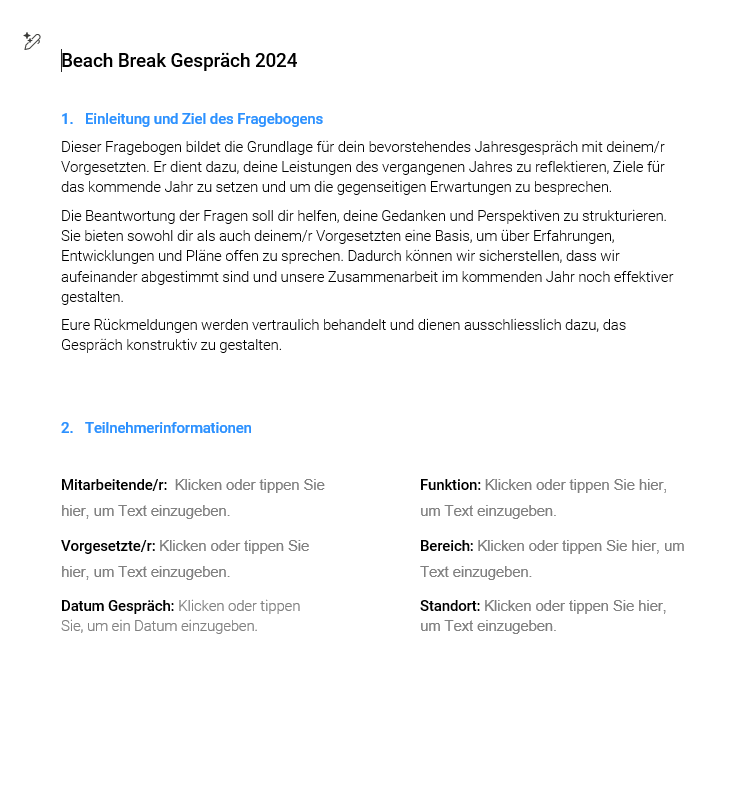 Beach Break Gespräch 2024
1. Einleitung und Ziel des Fragebogens
Dieser Fragebogen bildet die Grundlage für dein bevorstehendes Jahresgespräch mit deinem/r
Vorgesetzten. Er dient dazu, deine Leistungen des vergangenen Jahres zu reflektieren, Ziele für
das kommende Jahr zu setzen und um die gegenseitigen Erwartungen zu besprechen.
Die Beantwortung der Fragen soll dir helfen, deine Gedanken und Perspektiven zu strukturieren.
Sie bieten sowohl dir als auch deinem/r Vorgesetzten eine Basis, um über Erfahrungen,
Entwicklungen und Pläne offen zu sprechen. Dadurch können wir sicherstellen, dass wir
aufeinander abgestimmt sind und unsere Zusammenarbeit im kommenden Jahr noch effektiver
gestalten.
Eure Rückmeldungen werden vertraulich behandelt und dienen ausschliesslich dazu, das
Gespräch konstruktiv zu gestalten.
2. Teilnehmerinformationen
Mitarbeitende/r: Klicken oder tippen Sie
hier, um Text einzugeben.
Funktion: Klicken oder tippen Sie hier,
um Text einzugeben.
Vorgesetzte/r: Klicken oder tippen Sie
hier, um Text einzugeben.
Bereich: Klicken oder tippen Sie hier, um
Text einzugeben.
Datum Gespräch: Klicken oder tippen
Sie, um ein Datum einzugeben.
Standort: Klicken oder tippen Sie hier,
um Text einzugeben.